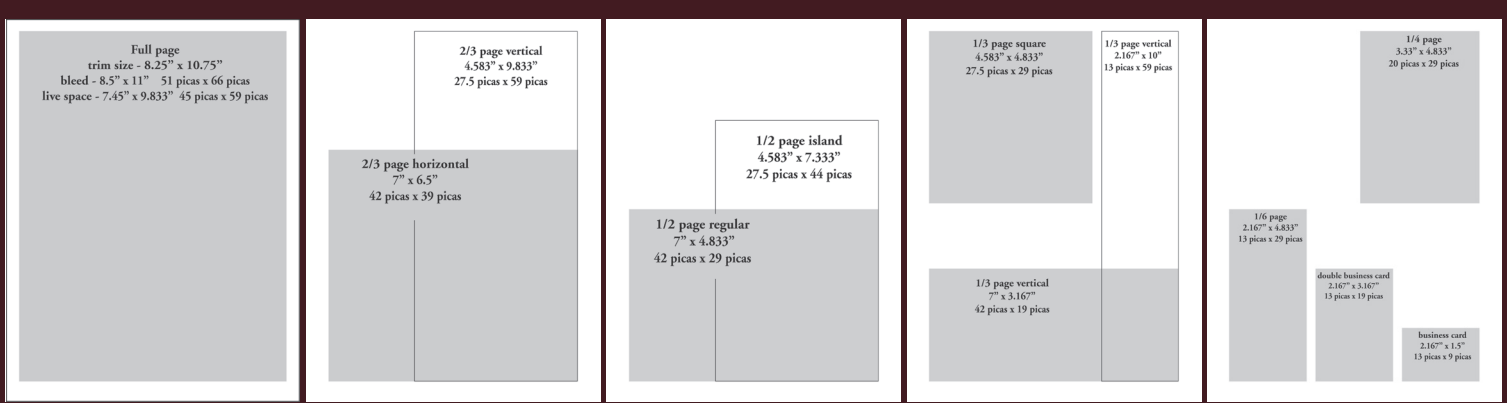 Full page
trim size - 8.25” x 10.75”
bleed - 8.5” x 11” 51 picas x 66 picas
live space - 7.45” x 9.833” 45 picas x 59 picas
2/3 page vertical
4.583” x 9.833”
27.5 picas x 59 picas
2/3 page horizontal
7” x 6.5”
42 picas x 39 picas
1/2 page island
4.583” x 7.333”
27.5 picas x 44 picas
1/2 page regular
7” x 4.833”
42 picas x 29 picas
1/3 page square
4.583” x 4.833”
27.5 picas x 29 picas
1/3 page vertical
2.167” x 10”
13 picas x 59 picas
1/3 page vertical
7” x 3.167”
42 picas x 19 picas
1/4 page
3.33” x 4.833”
20 picas x 29 picas
1/6 page
2.167” x 4.833”
13 picas x 29 picas
double business card
2.167” x 3.167”
13 picas x 19 picas
business card
2.167” x 1.5”
13 picas x 9 picas